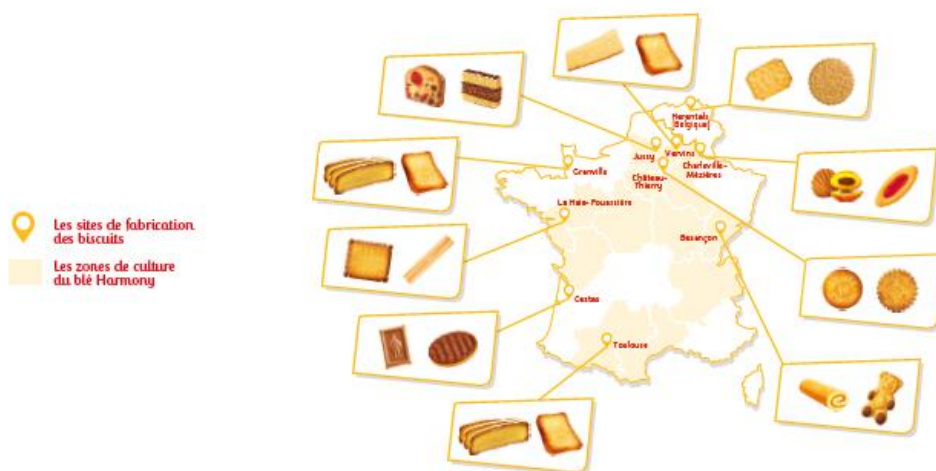 Herentals
(Belgique)
Jussy
Vervins
Charleville-
Mézières
Château-
Thierry
Granville
La Haie-Fouassière
Besançon
Les sites de fabrication
des biscuits
Les zones de culture
du blé Harmony
Cestas
Toulouse